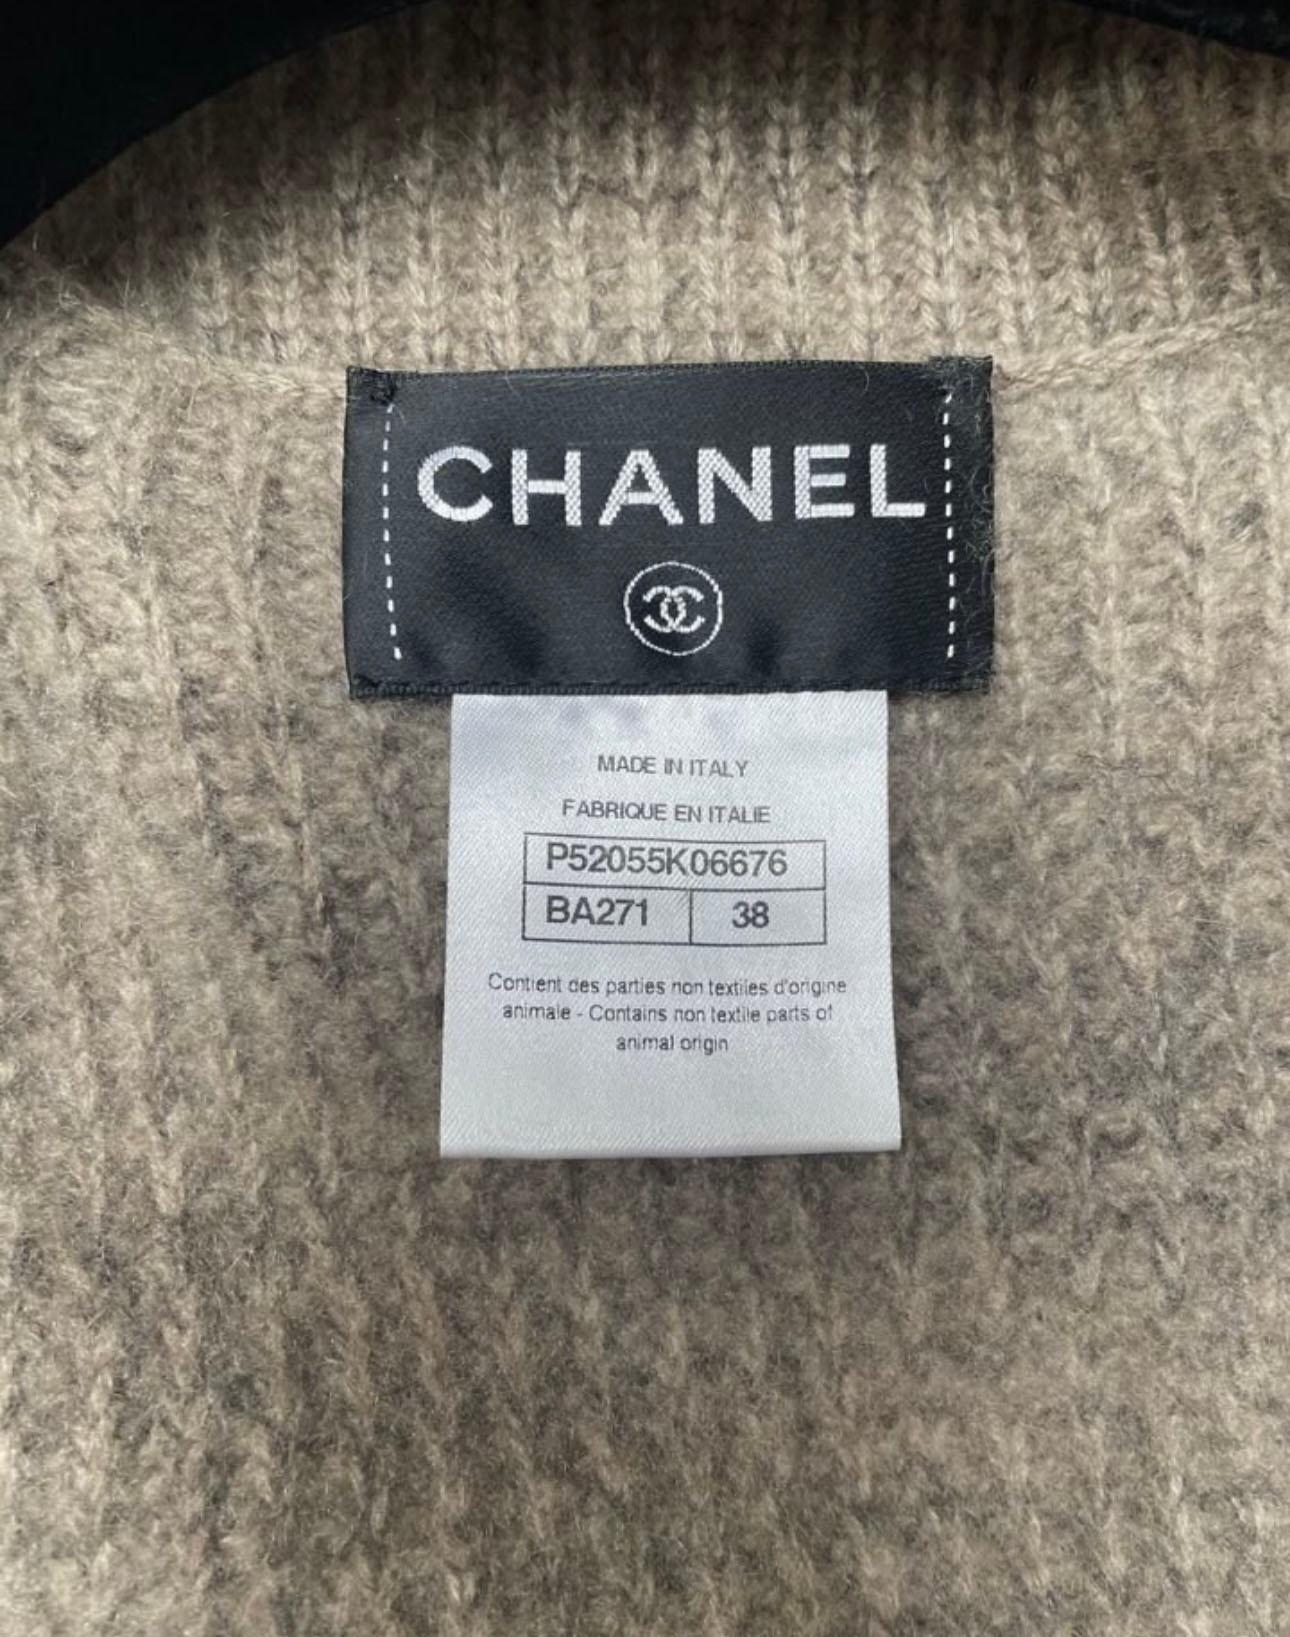 CHANEL
MADE IN ITALY
FABRIQUE EN ITALIE
P52055K06676
BA271 38
Contient des parties non textiles d'origine
animale - Contains non textile parts of
animal origin